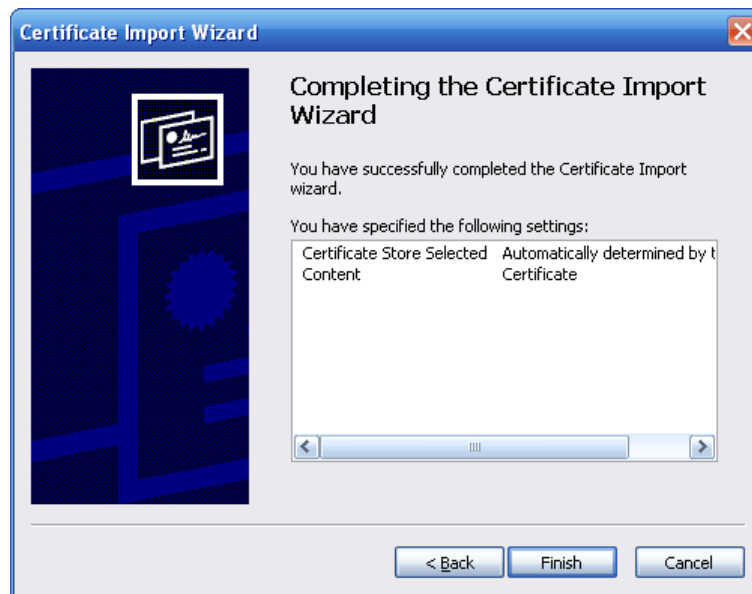 Certificate Import Wizard
Completing the Certificate Import
Wizard
You have successfully completed the Certificate Import
wizard.
You have specified the following settings:
Certificate Store Selected Automatically determined by t
Content Certificate
< Back Finish Cancel